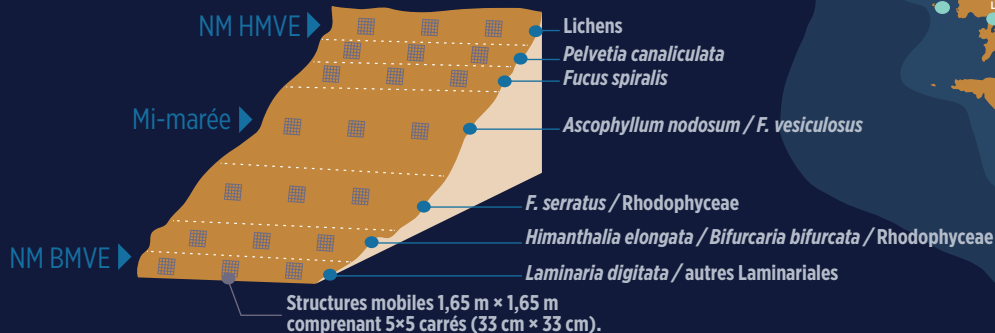 NM HMVE
Lichens
Pelvetia canaliculata
Fucus spiralis
Mi-marée
Ascophyllum nodosum / F. vesiculosus
F. serratus / Rhodophyceae
Himanthalia elongata / Bifurcaria bifurcata / Rhodophyceae
NM BMVE
Laminaria digitata / autres Laminariales
Structures mobiles 1,65 m × 1,65 m
comprenant 5×5 carrés (33 cm × 33 cm).